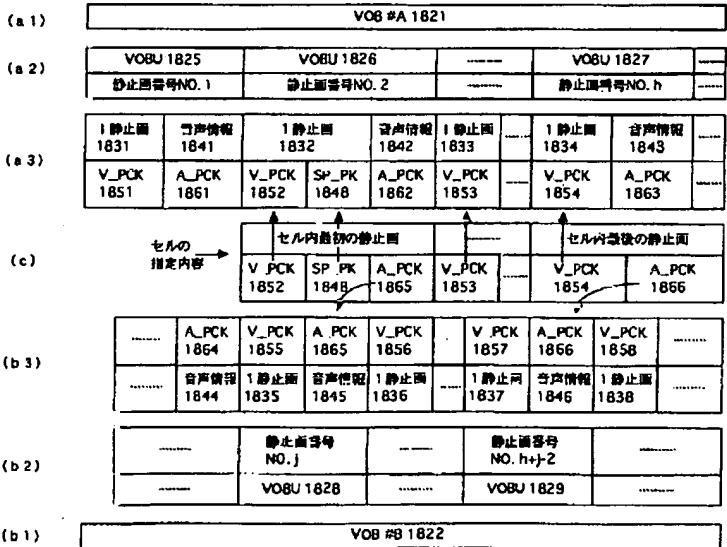 (a1)
VOB #A 1821
(a2)
VOBU 1825 VOBU 1826 VOBU 1827
静止画番号NO. 1 静止画番号NO. 2 静止画番号NO. h
(a3)
1静止画 音声情報 1静止画 音声情報 1静止画 1静止画 音声情報
1831 1841 1832 1842 1833 1834 1843
V_PCK A_PCK V_PCK SP_PK A_PCK V_PCK V_PCK A_PCK
1851 1861 1852 1848 1862 1853 1854 1863
(c)
セルの
指定内容
セル内最初の静止画 セル内最後の静止画
V_PCK SP_PK A_PCK V_PCK V_PCK A_PCK
1852 1848 1865 1853 1854 1866
(b3)
A_PCK V_PCK A_PCK V_PCK V_PCK A_PCK V_PCK
1864 1855 1865 1856 1857 1866 1858
音声情報 1静止画 音声情報 1静止画 1静止画 音声情報 1静止画
1844 1835 1845 1836 1837 1846 1838
(b2)
静止画番号 静止画番号
NO. j NO. h+j-2
VOBU 1828 VOBU 1829
(b1)
VOB #B 1822